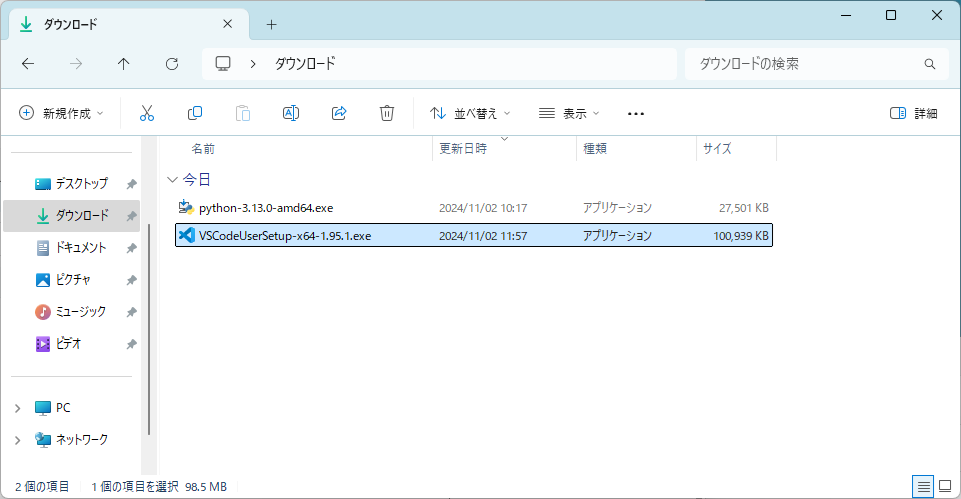 ダウンロード
ダウンロード
ダウンロードの検索
新規作成 並べ替え 表示 詳細
名前 更新日時 種類 サイズ
今日
python-3.13.0-amd64.exe 2024/11/02 10:17 アプリケーション 27,501 KB
VSCodeUserSetup-x64-1.95.1.exe 2024/11/02 11:57 アプリケーション 100,939 KB
デスクトップ
ダウンロード
ドキュメント
ピクチャ
ミュージック
ビデオ
PC
ネットワーク
2 個の項目 1 個の項目を選択 98.5 MB